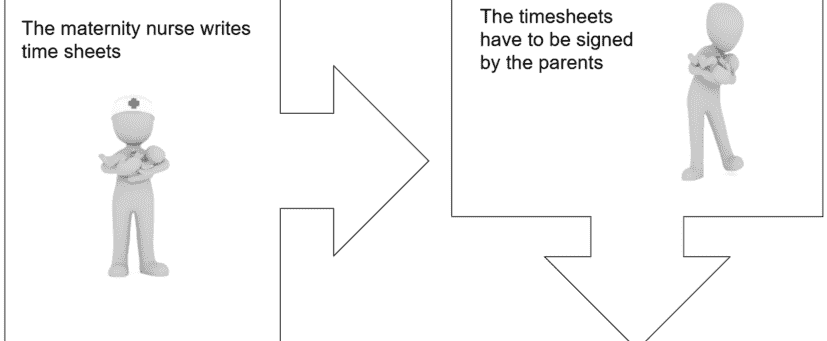 The maternity nurse writes
time sheets
The timesheets
have to be signed
by the parents